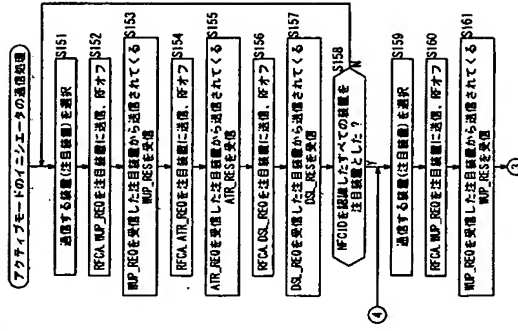 アクティブモードのイニシエータの通信処理
通信する装置(注目装置)を選択
S151
RFCA、WUP_REQを注目装置に送信、RFオフ
S152
WUP_REQを受信した注目装置から送信されてくる
WUP_RESを受信
S153
RFCA、ATR_REQを注目装置に送信、RFオフ
S154
ATR_REQを受信した注目装置から送信されてくる
ATR_RESを受信
S155
RFCA、DSL_REQを注目装置に送信、RFオフ
S156
DSL_REQを受信した注目装置から送信されてくる
DSL_RESを受信
S157
NFCIDを認識したすべての装置を
注目装置とした?
S158
N
Y
4
通信する装置(注目装置)を選択
S159
RFCA、WUP_REQを注目装置に送信、RFオフ
S160
WUP_REQを受信した注目装置から送信されてくる
WUP_RESを受信
S161